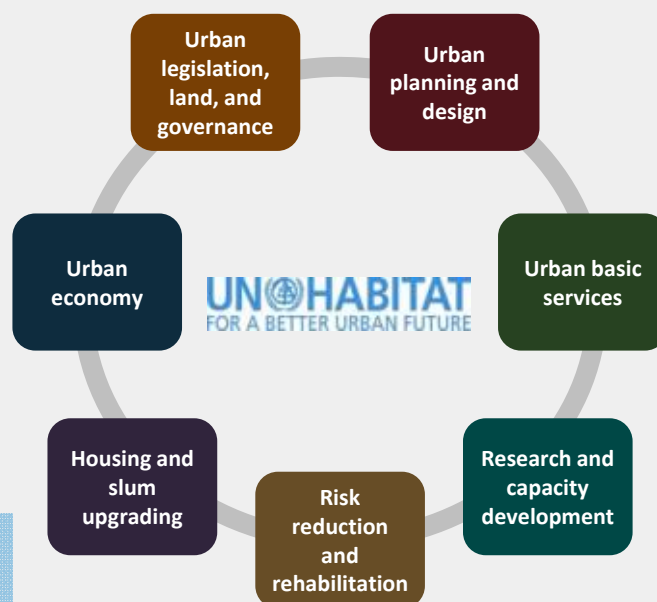 Urban
legislation,
land, and
governance
Urban
planning and
design
Urban
economy
UN HABITAT
FOR A BETTER URBAN FUTURE
Urban basic
services
Housing and
slum
upgrading
Research and
capacity
development
Risk
reduction
and
rehabilitation